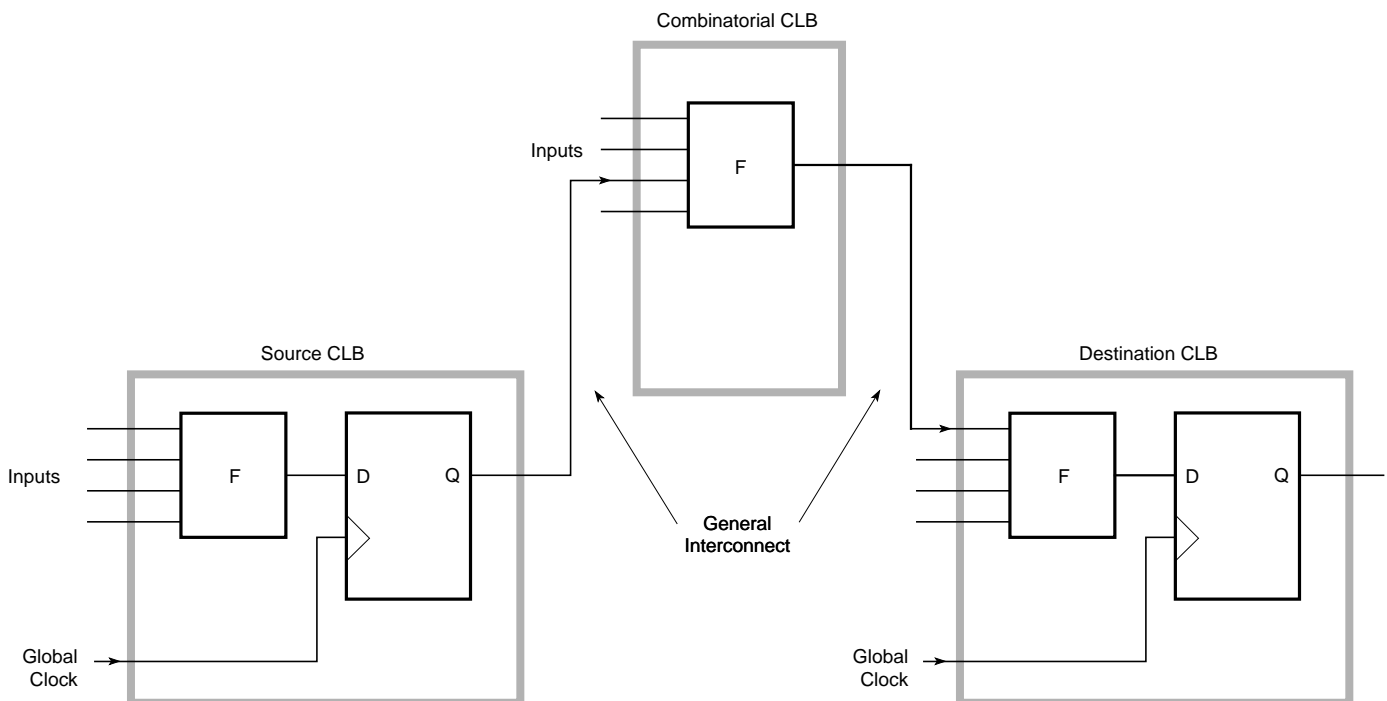 Combinatorial CLB
Inputs
F
Source CLB
Destination CLB
Inputs
F
D
Q
General
Interconnect
F
D
Q
Global
Clock
Global
Clock